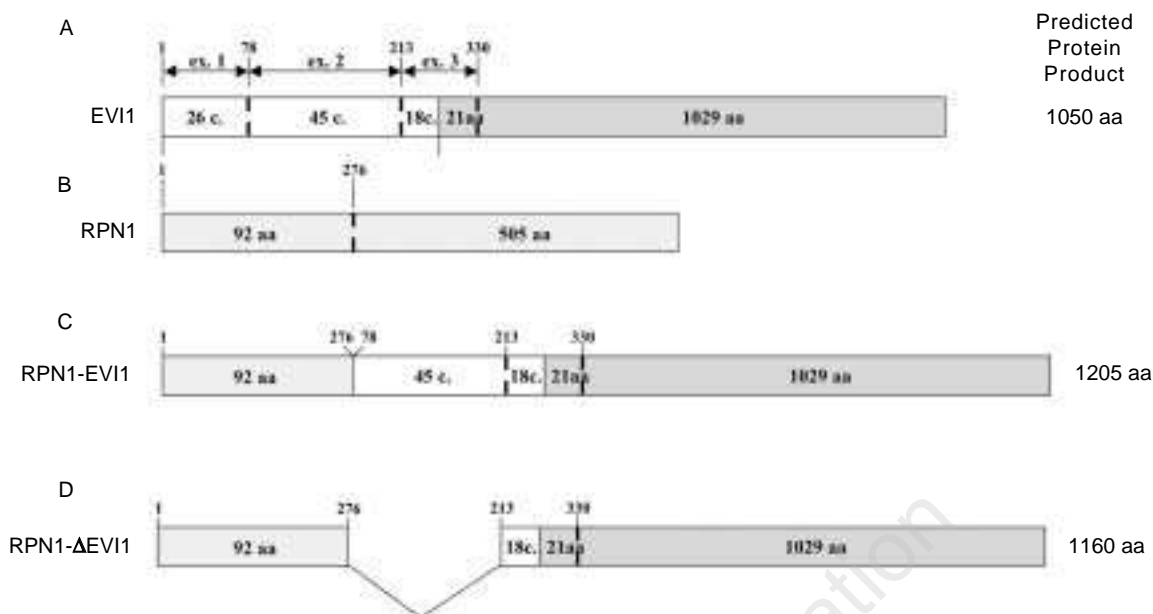 A
Predicted
Protein
Product
1 78 213 330
ex. 1 ex. 2 ex. 3
EVI1 26 c. 45 c. 18c. 21aa 1029 aa 1050 aa
B
1 276
RPN1 92 aa 505 aa
C
1 276 78 213 330
RPN1-EVI1 92 aa 45 c. 18c. 21aa 1029 aa 1205 aa
D
1 276 213 330
RPN1-ΔEVI1 92 aa 18c. 21aa 1029 aa 1160 aa